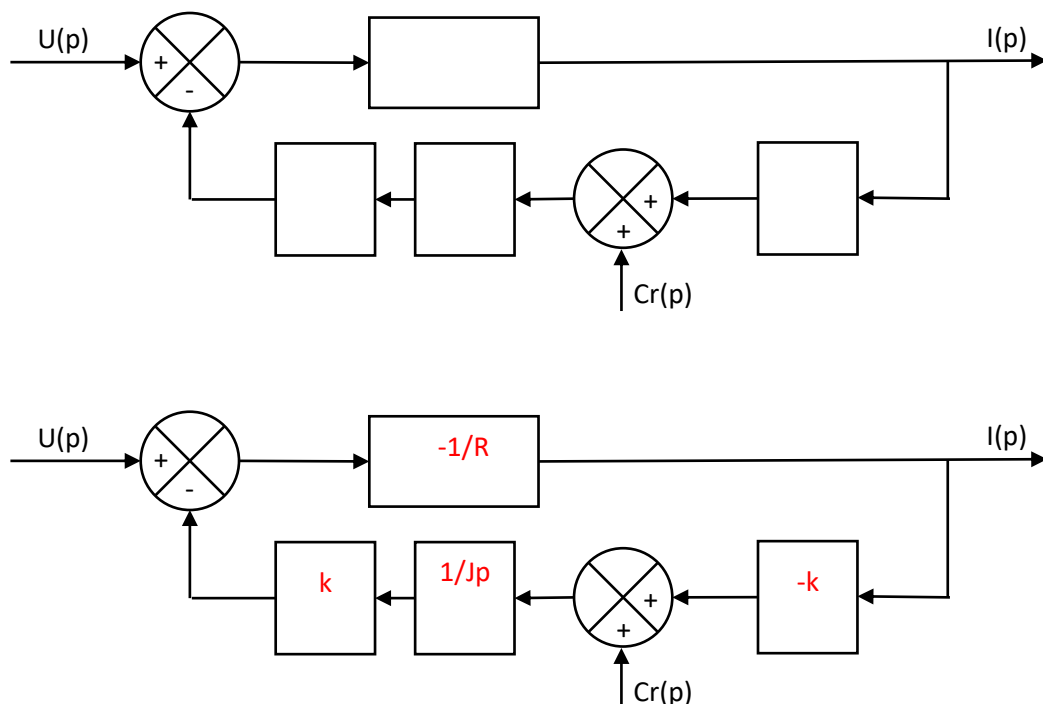 U(p)
I(p)
+
-
+
+
Cr(p)
U(p)
I(p)
-1/R
+
-
k
1/Jp
-k
+
+
Cr(p)